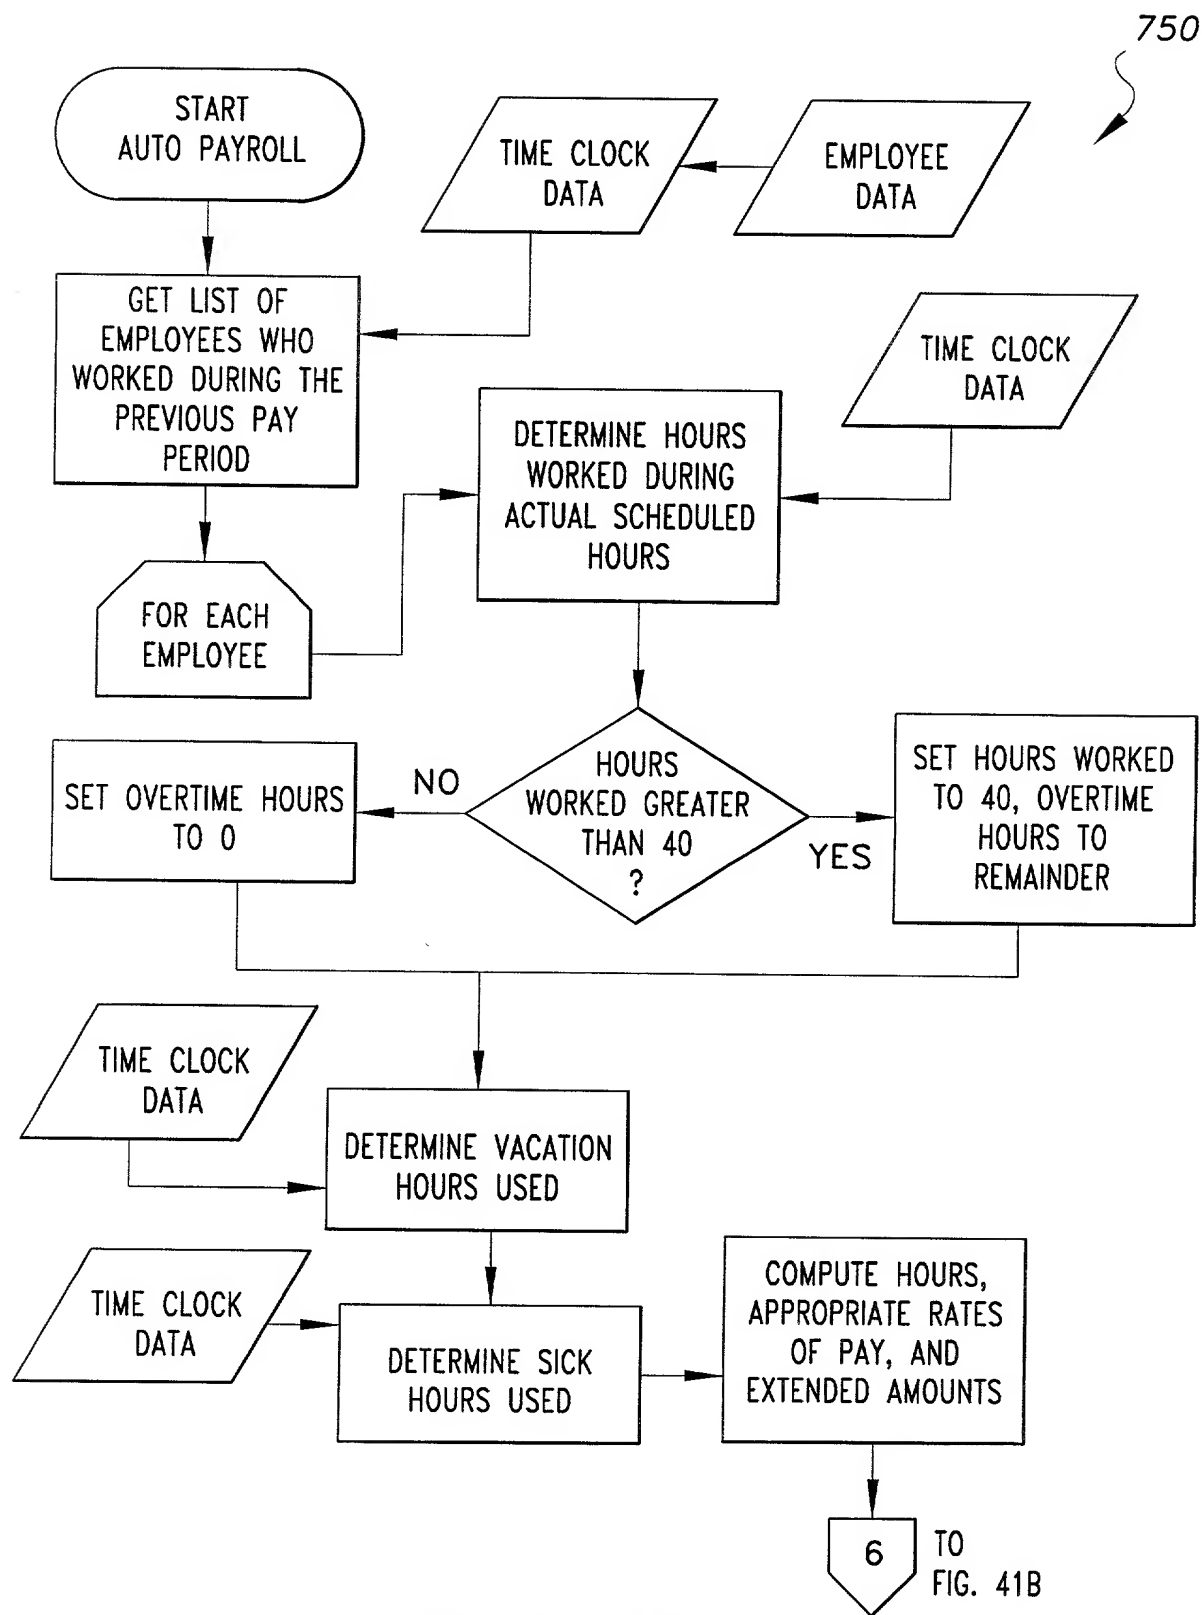 750
START
AUTO PAYROLL
TIME CLOCK
DATA
EMPLOYEE
DATA
GET LIST OF
EMPLOYEES WHO
WORKED DURING THE
PREVIOUS PAY
PERIOD
TIME CLOCK
DATA
DETERMINE HOURS
WORKED DURING
ACTUAL SCHEDULED
HOURS
FOR EACH
EMPLOYEE
HOURS
WORKED GREATER
THAN 40
?
NO
YES
SET OVERTIME HOURS
TO 0
SET HOURS WORKED
TO 40, OVERTIME
HOURS TO
REMAINDER
TIME CLOCK
DATA
DETERMINE VACATION
HOURS USED
TIME CLOCK
DATA
DETERMINE SICK
HOURS USED
COMPUTE HOURS,
APPROPRIATE RATES
OF PAY, AND
EXTENDED AMOUNTS
6
TO
FIG. 41B